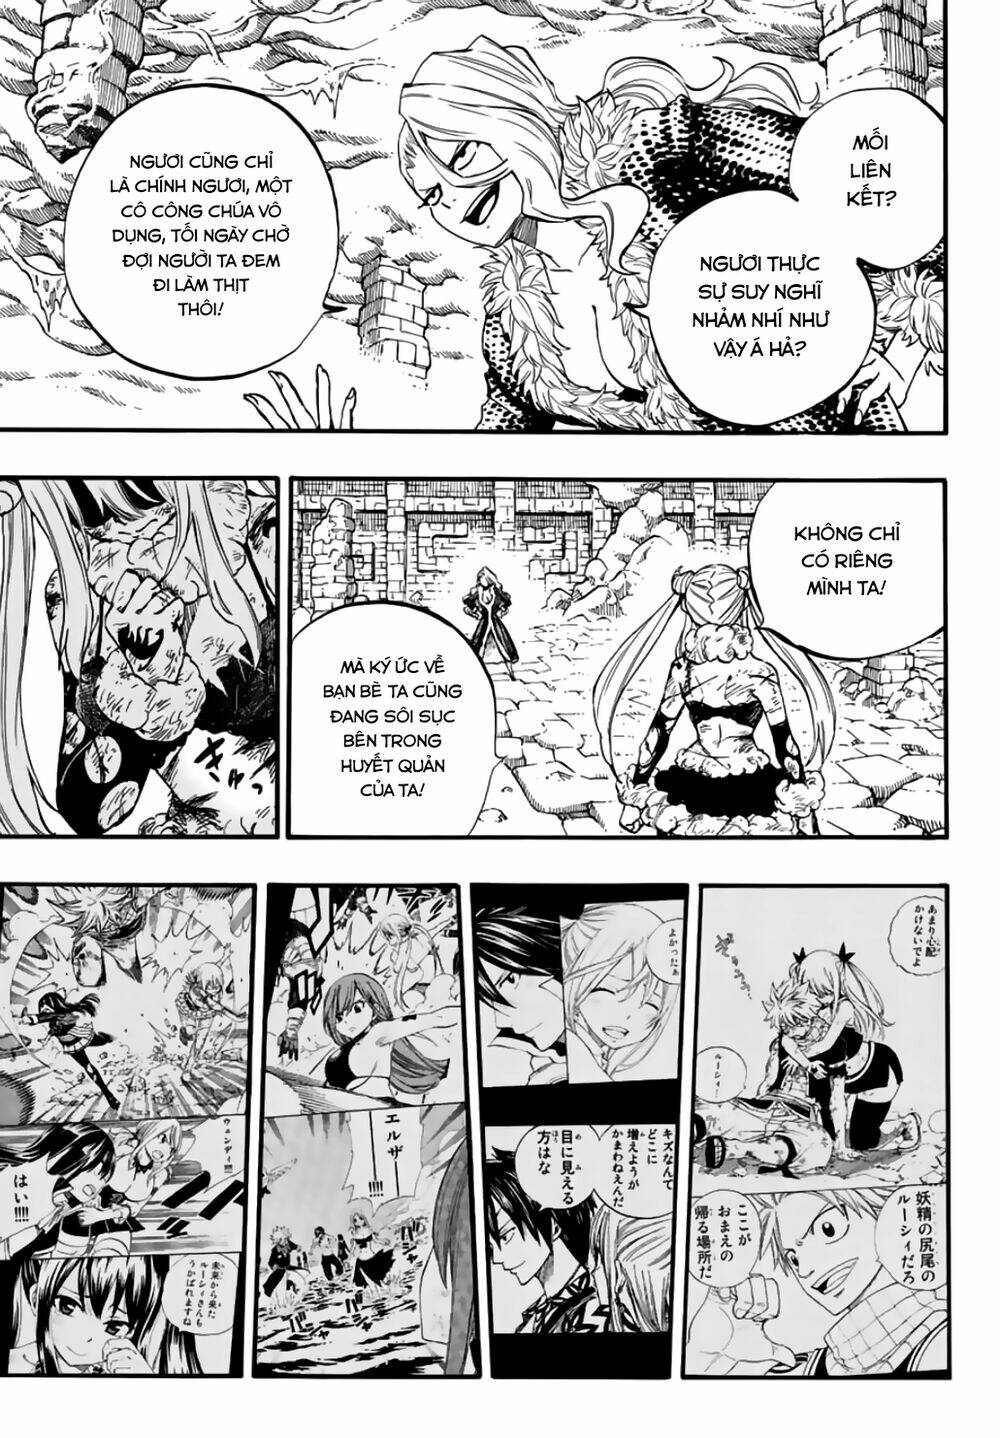 MỐI
LIÊN
KẾT?
NGƯƠI THỰC
SỰ SUY NGHĨ
NHẢM NHÍ NHƯ
VẬY Á HẢ?
NGƯƠI CŨNG CHỈ
LÀ CHÍNH NGƯƠI, MỘT
CÔ CÔNG CHÚA VÔ
DỤNG, TỐI NGÀY CHỜ
ĐỢI NGƯỜI TA ĐEM
ĐI LÀM THỊT
THÔI!
KHÔNG CHỈ
CÓ RIÊNG
MÌNH TA!
MÀ KÝ ỨC VỀ
BẠN BÈ TA CŨNG
ĐANG SÔI SỤC
BÊN TRONG
HUYẾT QUẢN
CỦA TA!
あまり心配
かけないでよ
ルーシィ…
妖精の尻尾の
ルーシィだろ
ここが
おまえの
帰る場所だ
よかったぁ
キズなんて
どこに
増えようが
かまわねえんだ
目に見える
方はな
エルザ
!!!!
ウェンディ!!!!
はい!!!!
未来から来た
ルーシィさんも
うかばれますね